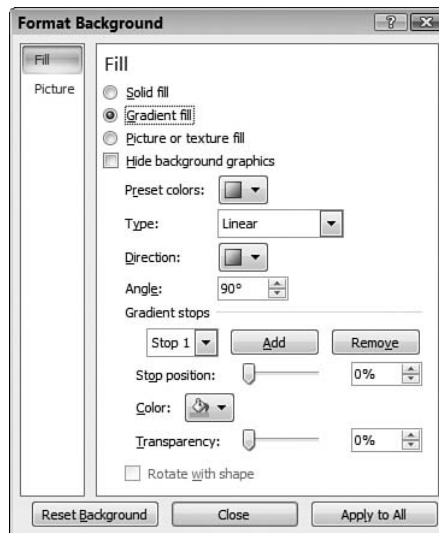 Format Background
Fill
Picture
Fill
Solid fill
Gradient fill
Picture or texture fill
Hide background graphics
Preset colors:
Type: Linear
Direction:
Angle: 90°
Gradient stops
Stop 1 Add Remove
Stop position: 0%
Color:
Transparency: 0%
Rotate with shape
Reset Background Close Apply to All